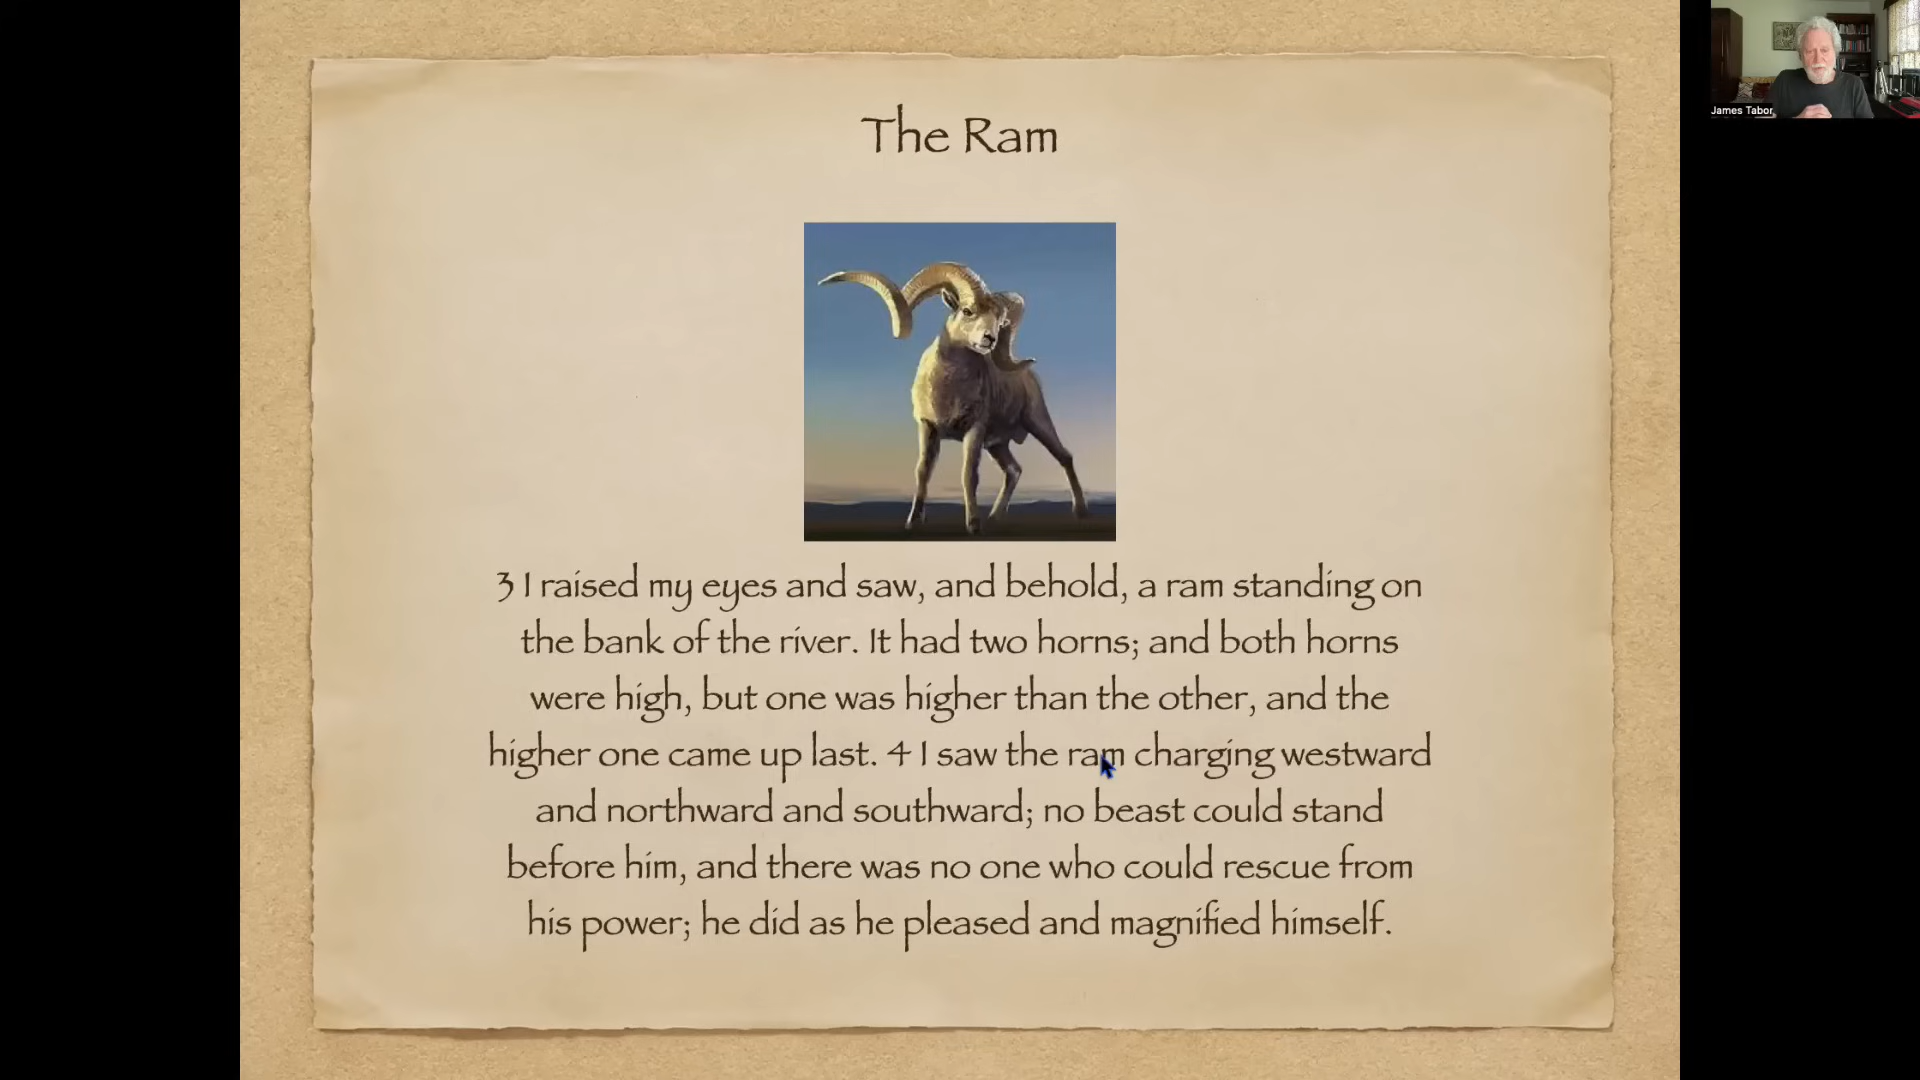 The Ram
3 I raised my eyes and saw, and behold, a ram standing on
the bank of the river. It had two horns; and both horns
were high, but one was higher than the other, and the
higher one came up last. 4 I saw the ram charging westward
and northward and southward; no beast could stand
before him, and there was no one who could rescue from
his power; he did as he pleased and magnified himself.
James Tabor